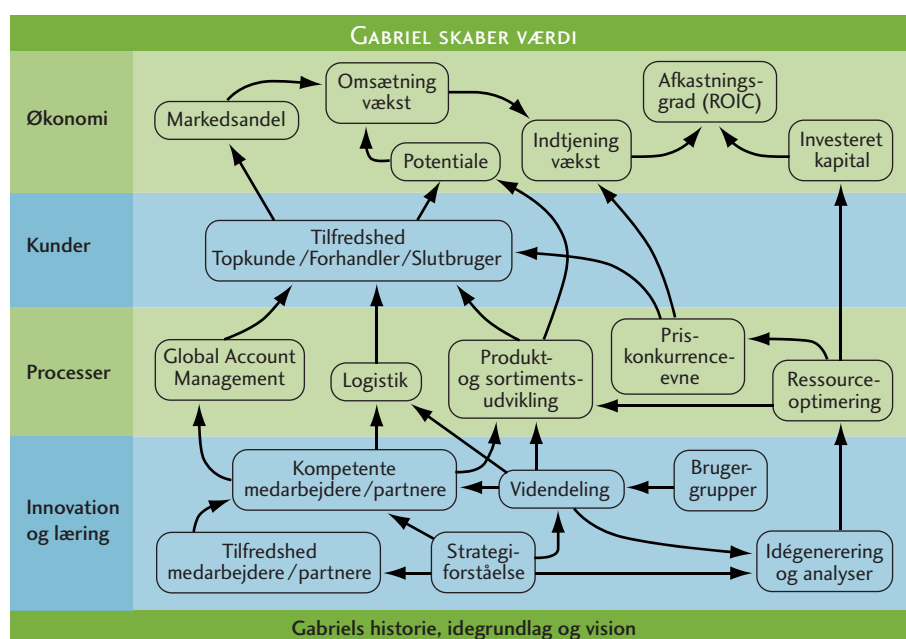 GABRIEL SKABER VÆRDI
Økonomi
Markedsandel
Omsætning
vækst
Potentiale
Indtjening
vækst
Afkastnings-
grad (ROIC)
Investeret
kapital
Kunder
Tilfredshed
Topkunde/Forhandler/Slutbruger
Processer
Global Account
Management
Logistik
Produkt-
og sortiments-
udvikling
Pris-
konkurrence-
evne
Ressource-
optimering
Innovation
og læring
Kompetente
medarbejdere/partnere
Videndeling
Bruger-
grupper
Tilfredshed
medarbejdere/partnere
Strategi-
forståelse
Idégenerering
og analyser
Gabriels historie, idegrundlag og vision